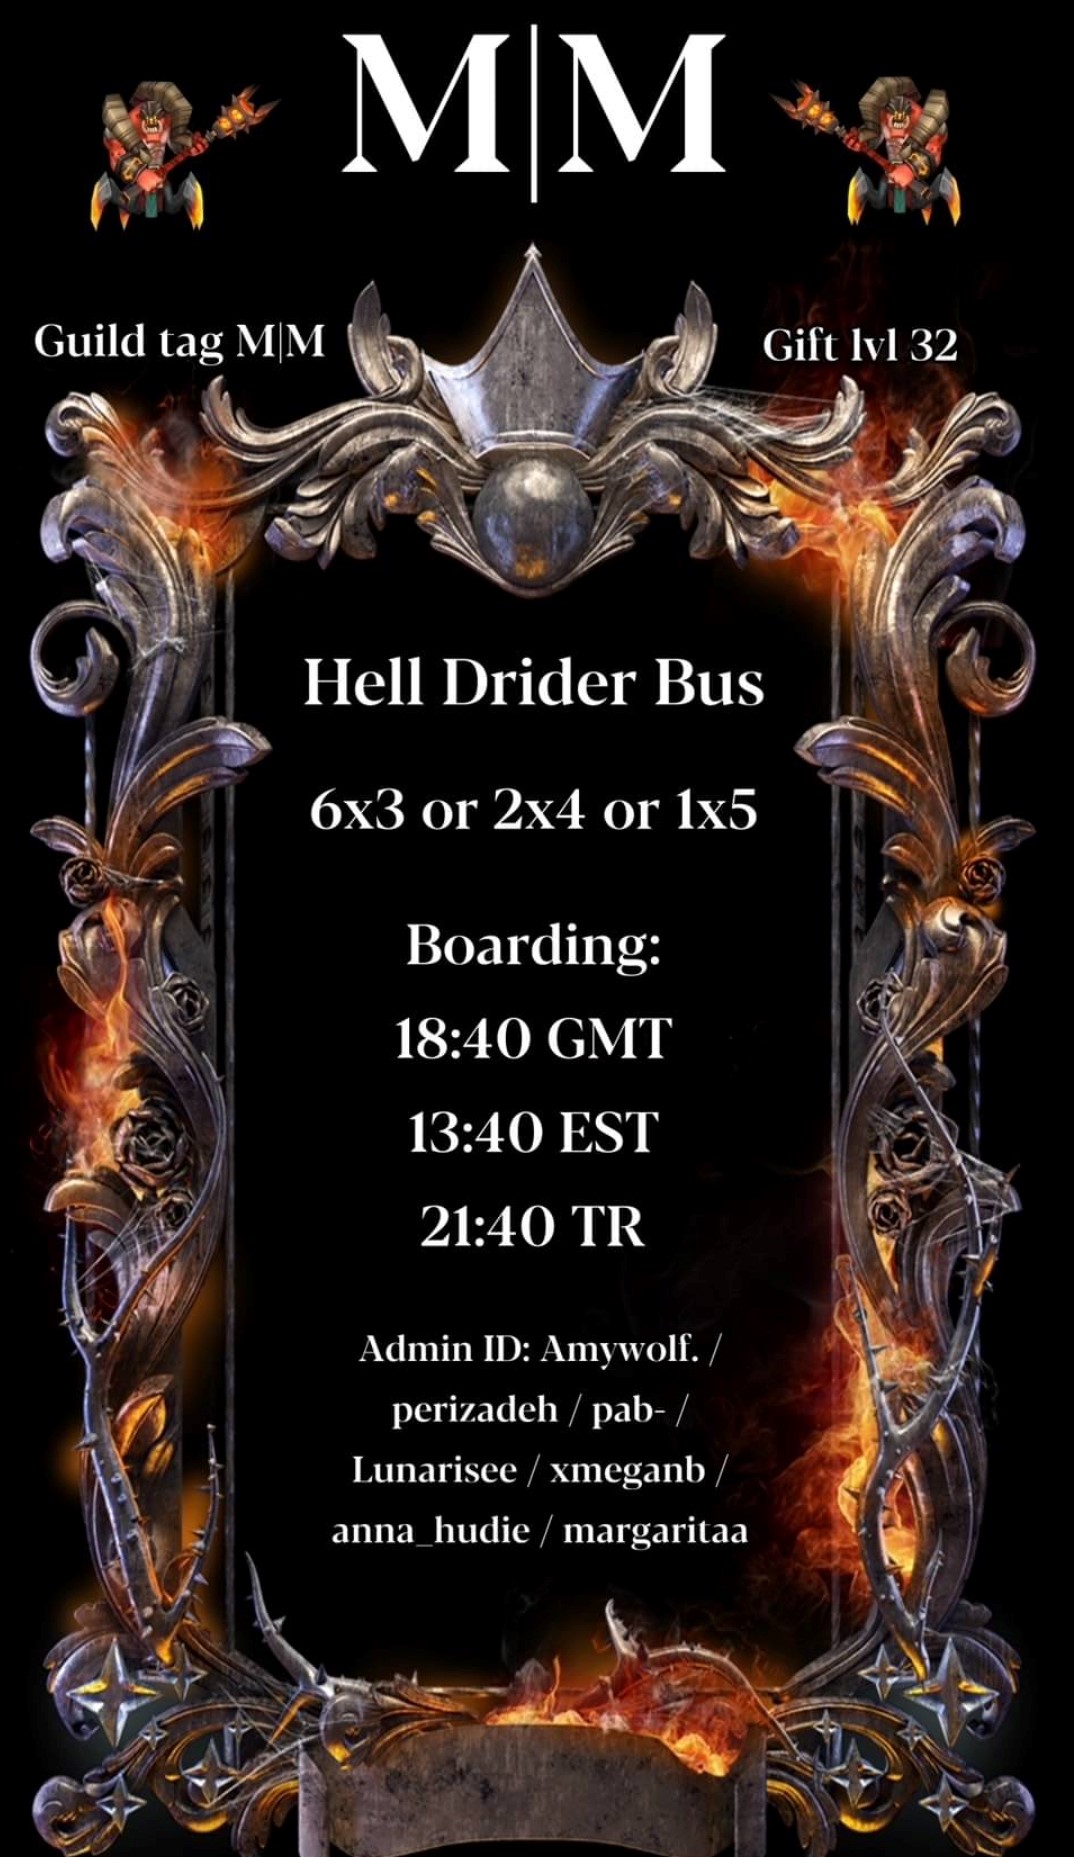 M|M
Guild tag M|M
Gift lvl 32
Hell Drider Bus
6x3 or 2x4 or 1x5
Boarding:
18:40 GMT
13:40 EST
21:40 TR
Admin ID: Amywolf. /
perizadeh / pab- /
Lunarisee / xmeganb /
anna_hudie / margaritaa